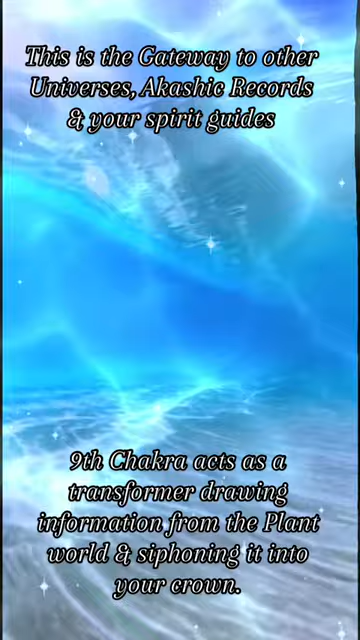 This is the Gateway to other
Universes, Akashic Records
& your spirit guides
9th Chakra acts as a
transformer drawing
information from the Plant
world & siphoning it into
your crown.